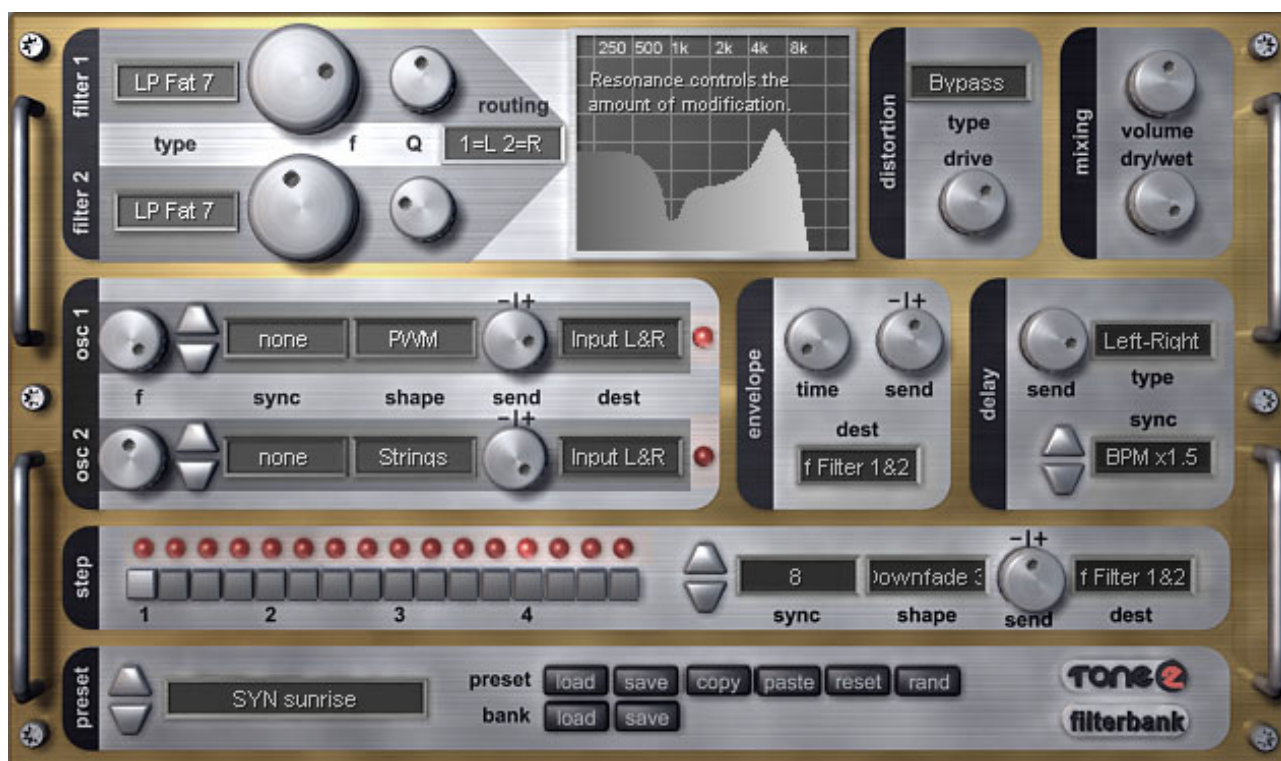 filter 1
LP Fat 7
type
f
Q
routing
1=L 2=R
filter 2
LP Fat 7
250 500 1k 2k 4k 8k
Resonance controls the
amount of modification.
distortion
Bypass
type
drive
mixing
volume
dry/wet
osc 1
none
PWM
-I+
Input L&R
f
sync
shape
send
dest
osc 2
none
Strings
-I+
Input L&R
envelope
time
-I+
send
dest
f Filter 1&2
delay
send
Left-Right
type
sync
BPM x1.5
step
1 2 3 4
8
Downfade 3
-I+
f Filter 1&2
sync
shape
send
dest
preset
SYN sunrise
preset load save copy paste reset rand
bank load save
Tone2
filterbank